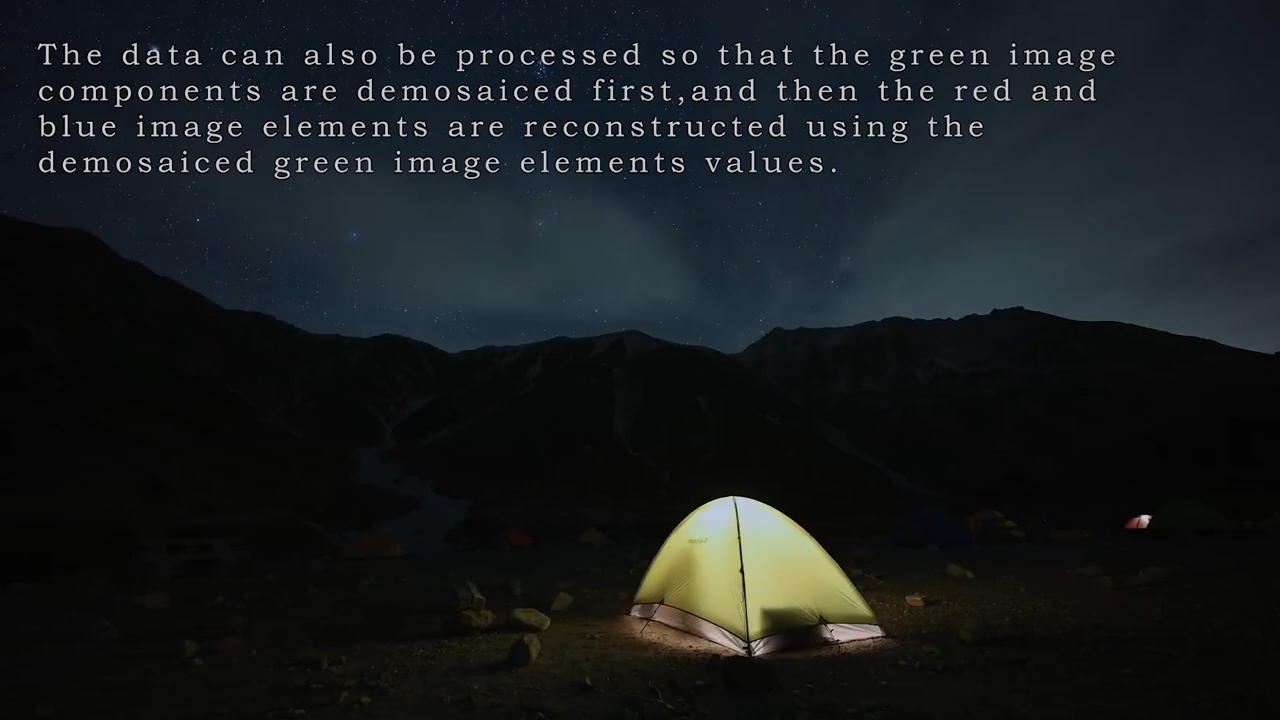 The data can also be processed so that the green image
components are demosaiced first,and then the red and
blue image elements are reconstructed using the
demosaiced green image elements values.